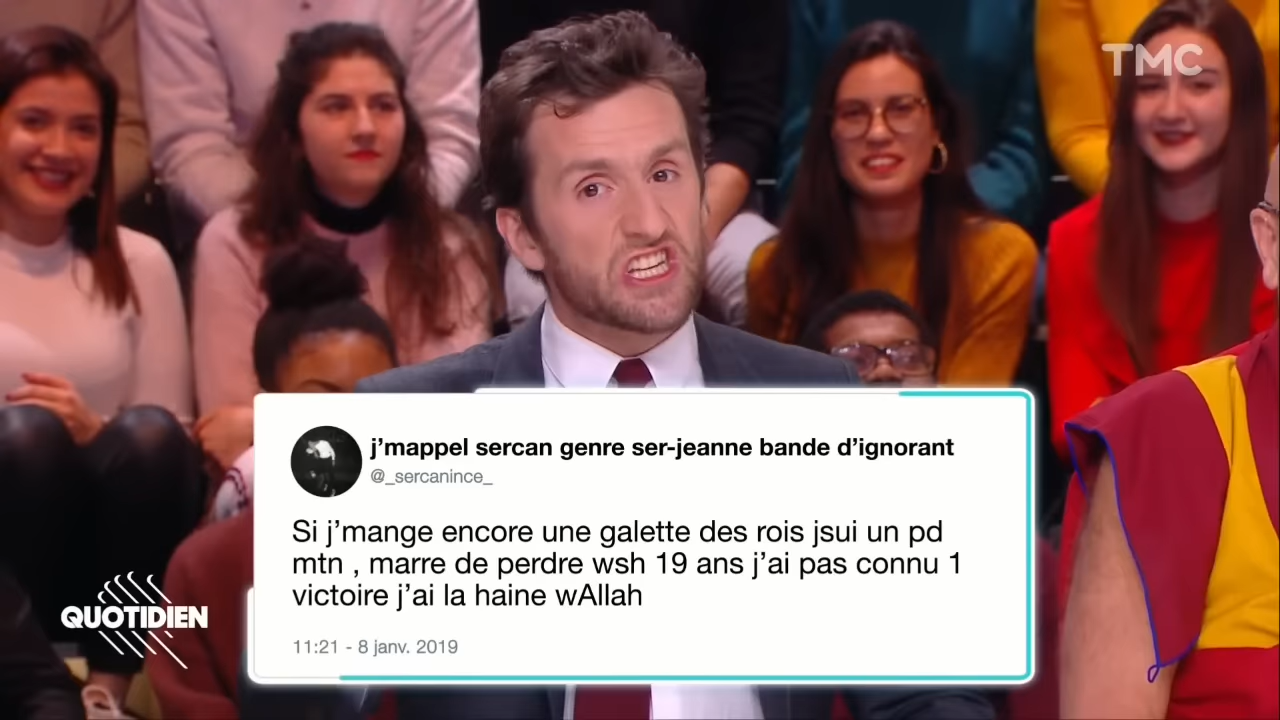 TMC
j’mappel sercan genre ser-jeanne bande d’ignorant
@_sercanince_
Si j’mange encore une galette des rois jsui un pd
mtn , marre de perdre wsh 19 ans j’ai pas connu 1
victoire j’ai la haine wAllah
11:21 - 8 janv. 2019
QUOTIDIEN